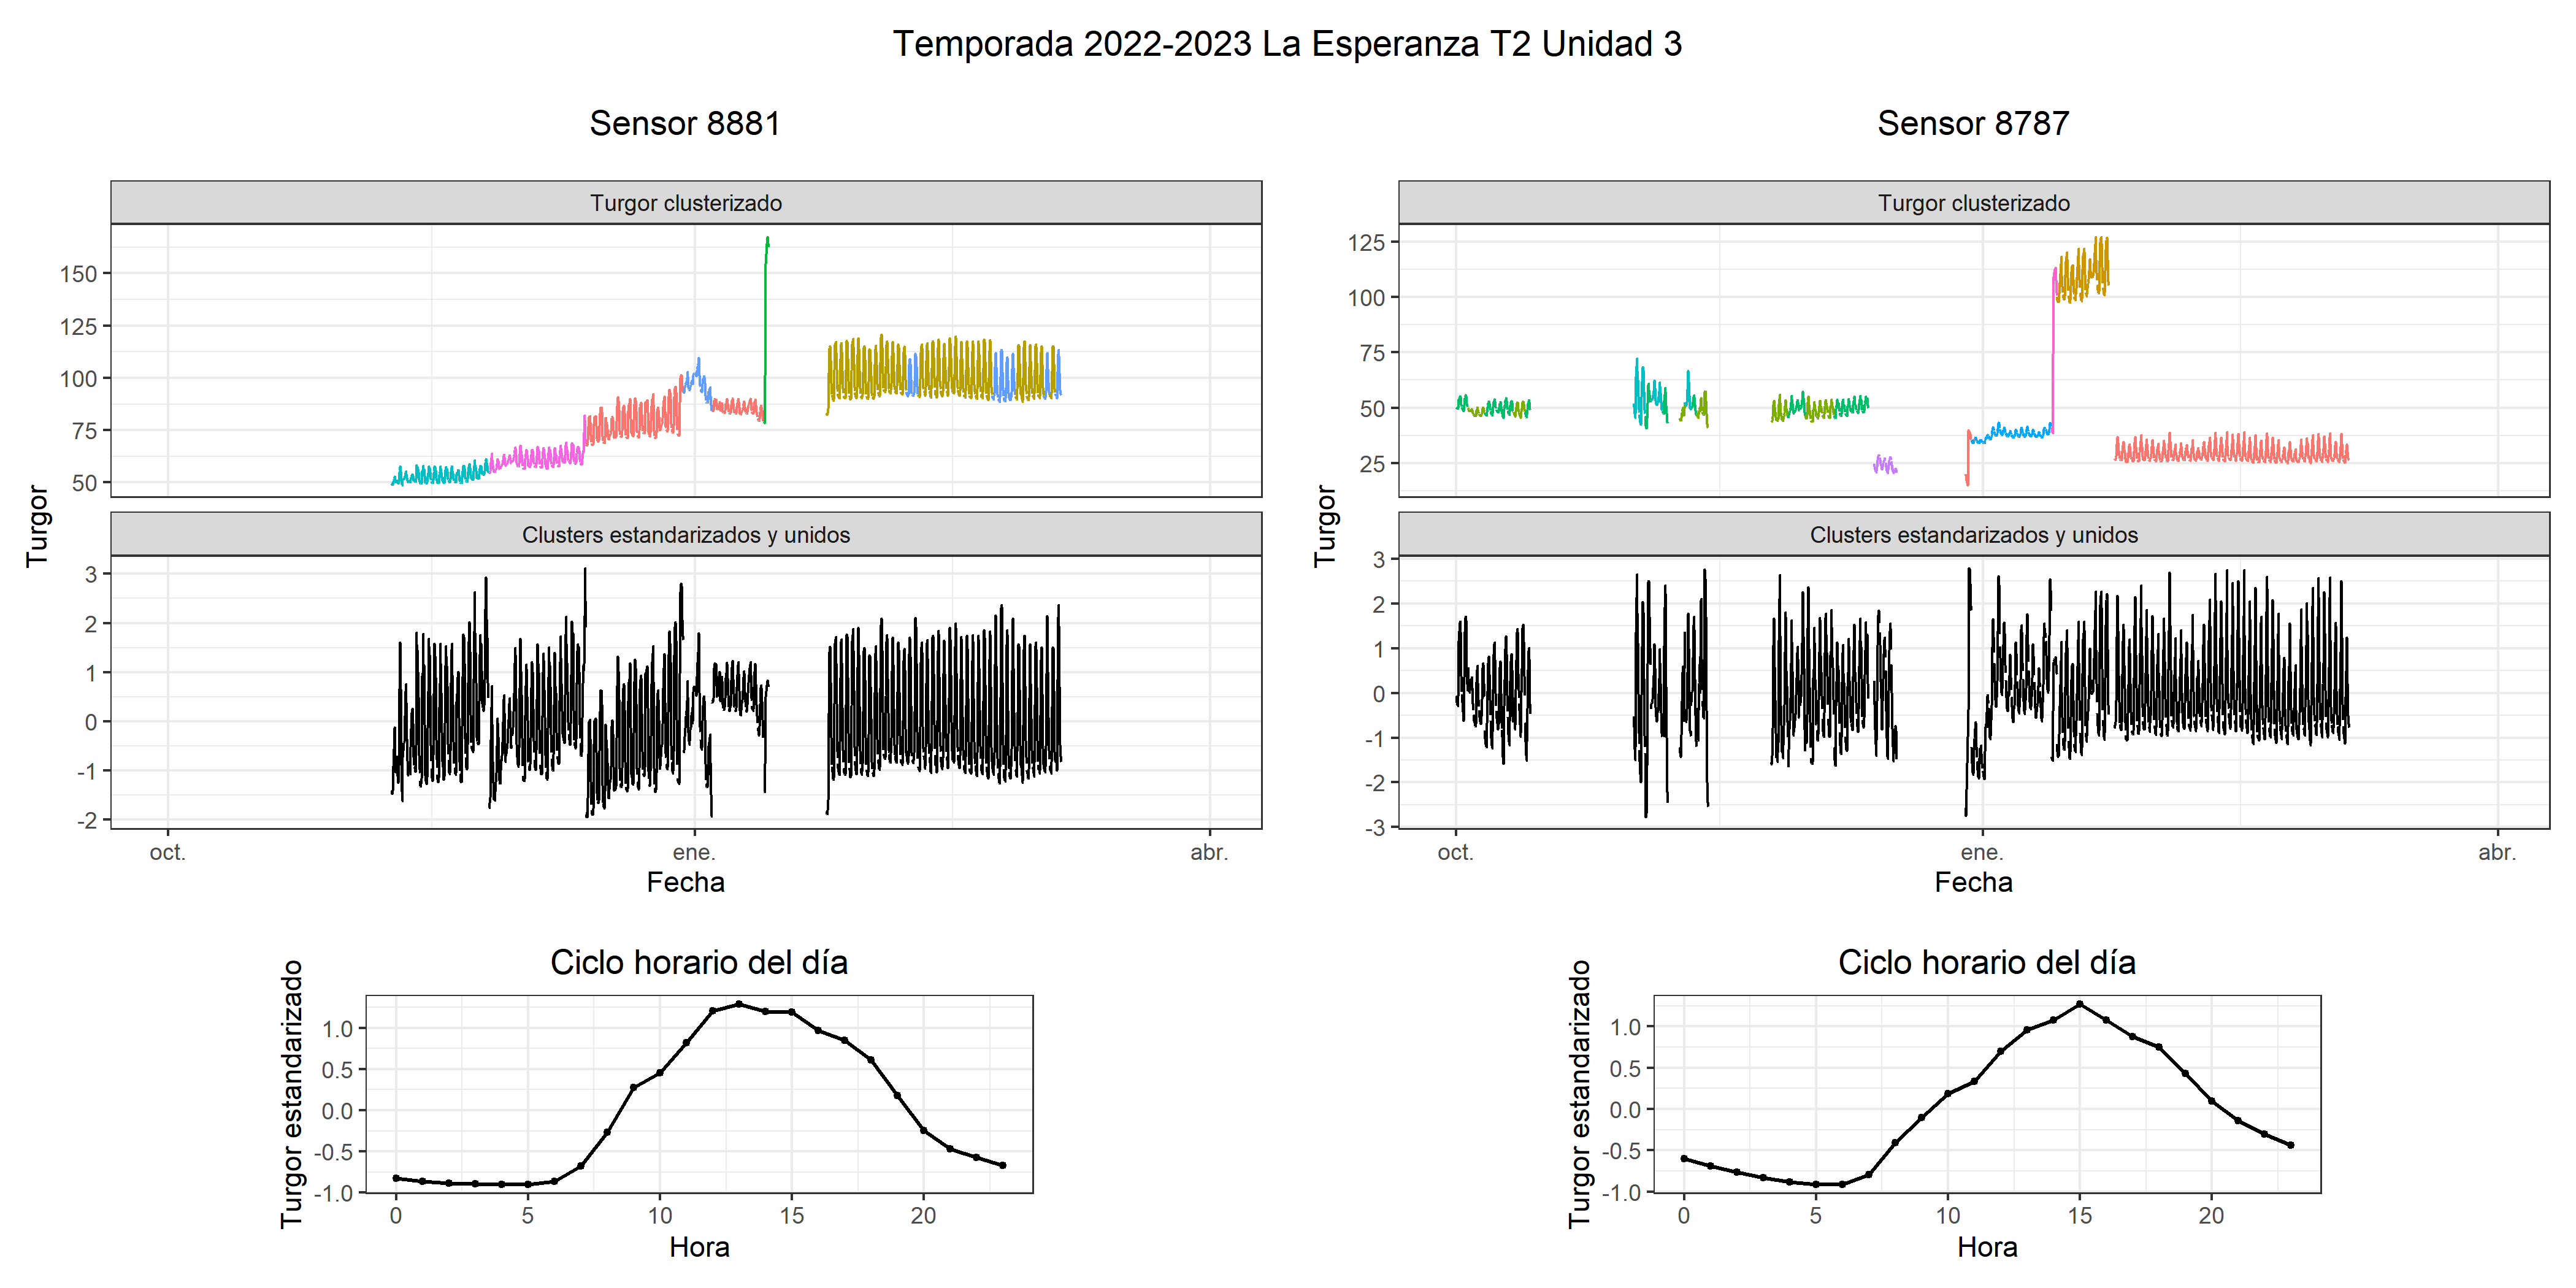 Temporada 2022-2023 La Esperanza T2 Unidad 3
Sensor 8881
Turgor clusterizado
150
125
100
75
50
Turgor
Clusters estandarizados y unidos
3
2
1
0
-1
-2
oct.
ene.
abr.
Fecha
Ciclo horario del día
Turgor estandarizado
1.0
0.5
0.0
-0.5
-1.0
0
5
10
15
20
Hora
Sensor 8787
Turgor clusterizado
125
100
75
50
25
Turgor
Clusters estandarizados y unidos
3
2
1
0
-1
-2
-3
oct.
ene.
abr.
Fecha
Ciclo horario del día
Turgor estandarizado
1.0
0.5
0.0
-0.5
-1.0
0
5
10
15
20
Hora